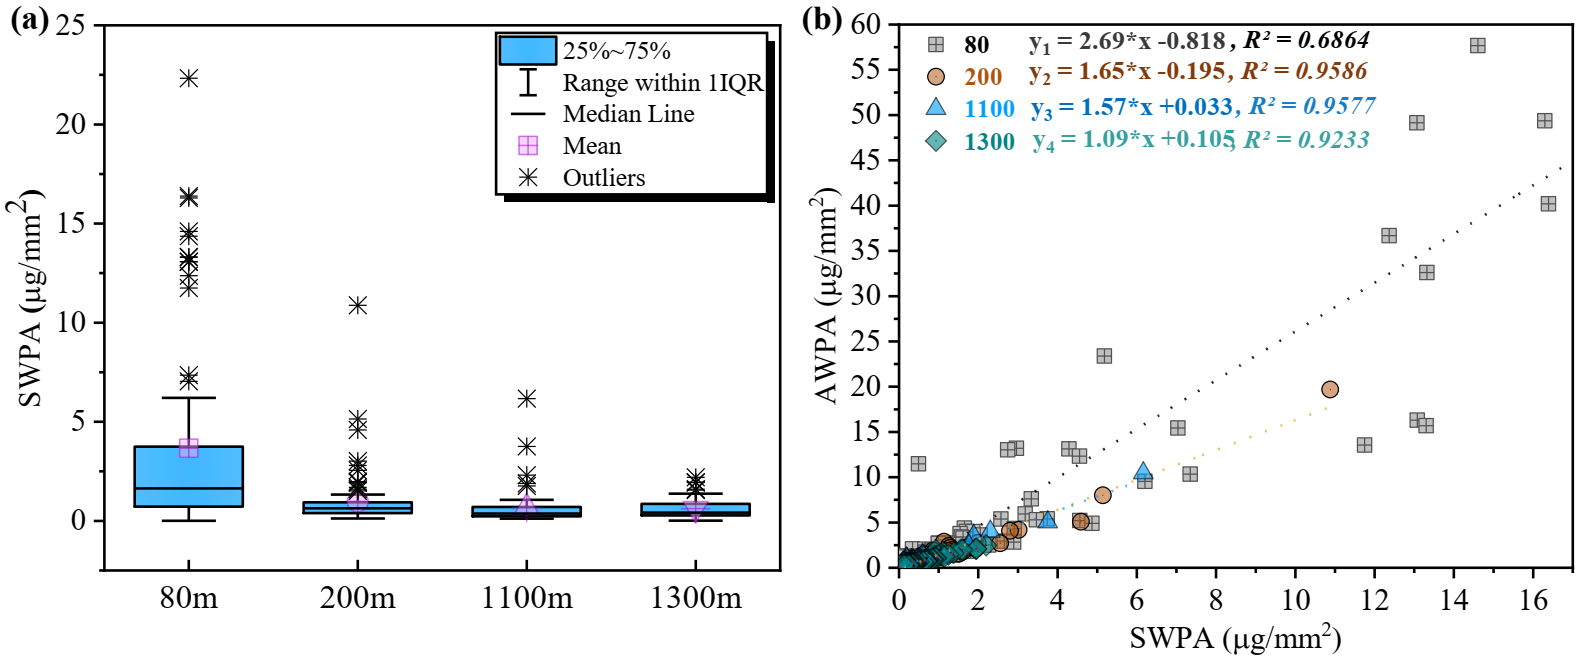 (a)
25
20
15
10
5
0
SWPA (μg/mm²)
80m
200m
1100m
1300m
25%~75%
Range within 1IQR
Median Line
Mean
Outliers
(b)
60
55
50
45
40
35
30
25
20
15
10
5
0
AWPA (μg/mm²)
0
2
4
6
8
10
12
14
16
SWPA (μg/mm²)
80 y₁ = 2.69*x -0.818 , R² = 0.6864
200 y₂ = 1.65*x -0.195 , R² = 0.9586
1100 y₃ = 1.57*x +0.033 , R² = 0.9577
1300 y₄ = 1.09*x +0.105 , R² = 0.9233